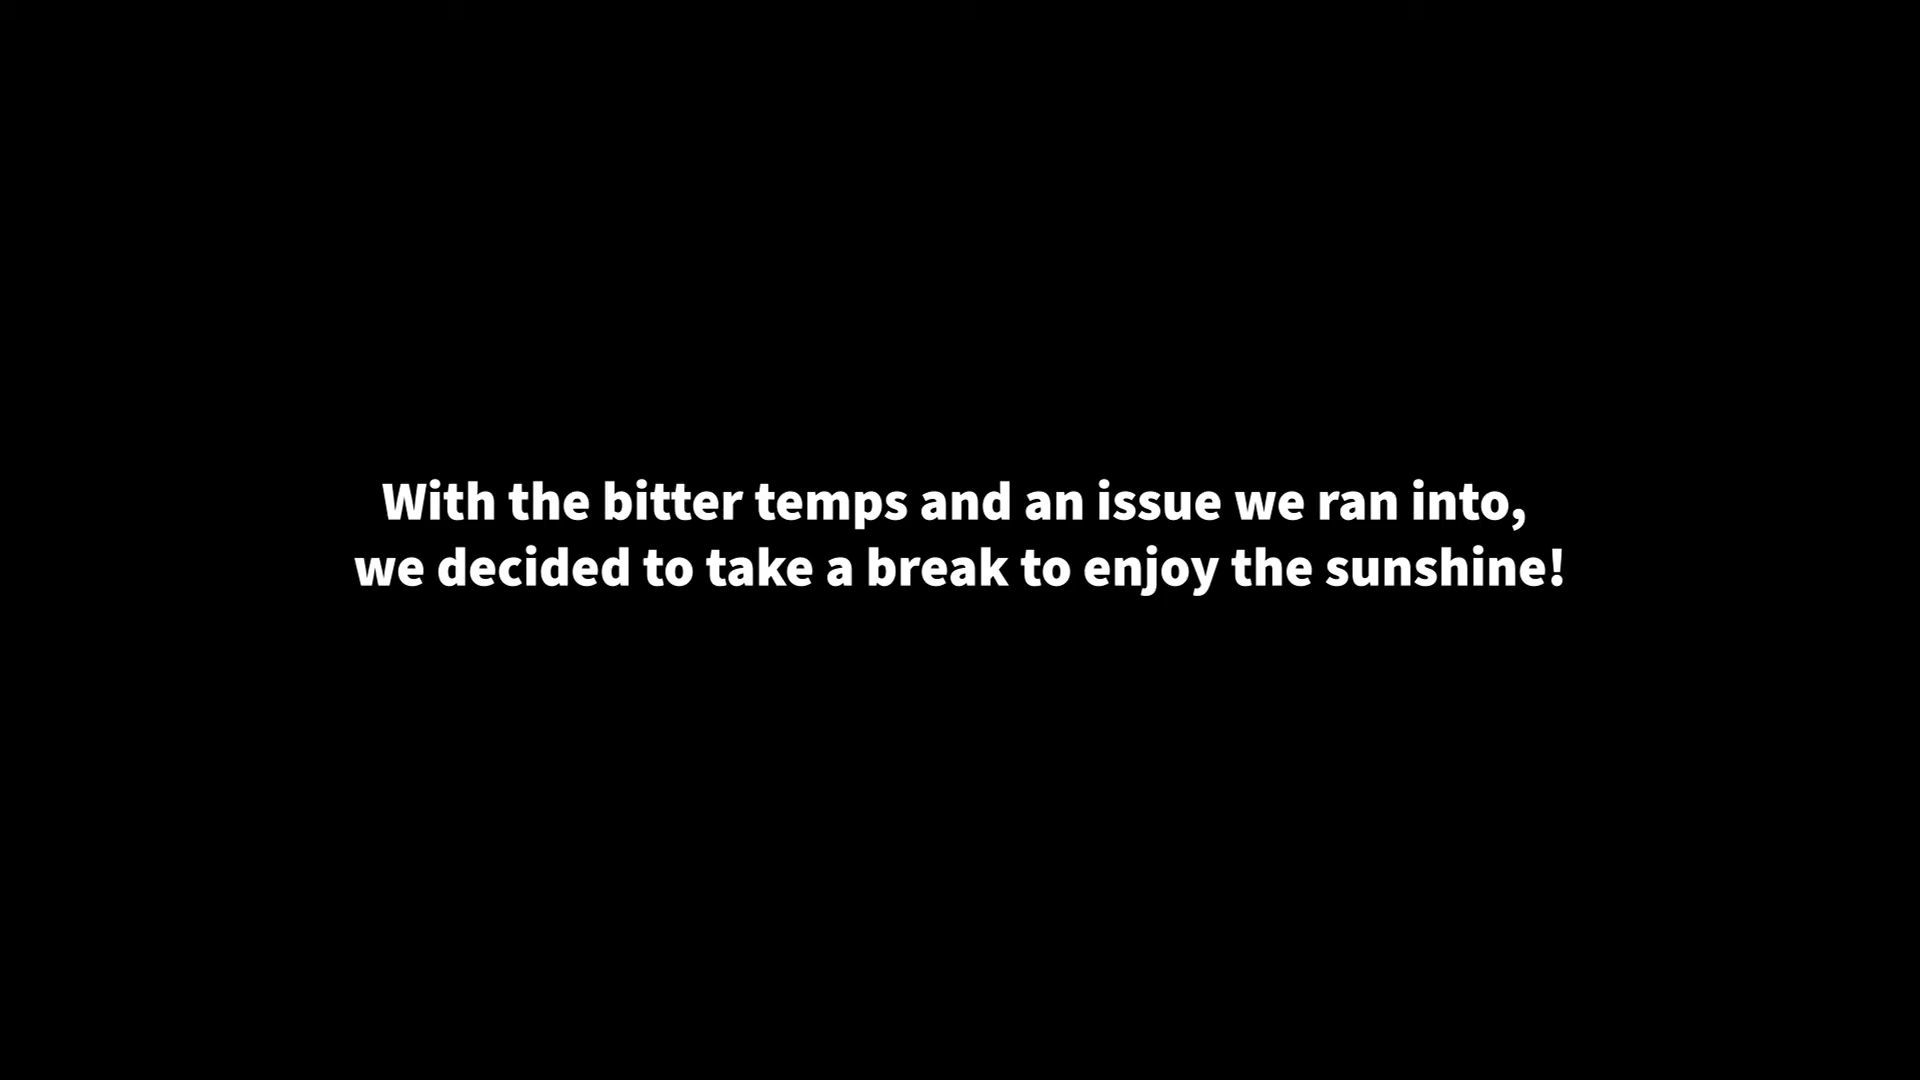 With the bitter temps and an issue we ran into,
we decided to take a break to enjoy the sunshine!